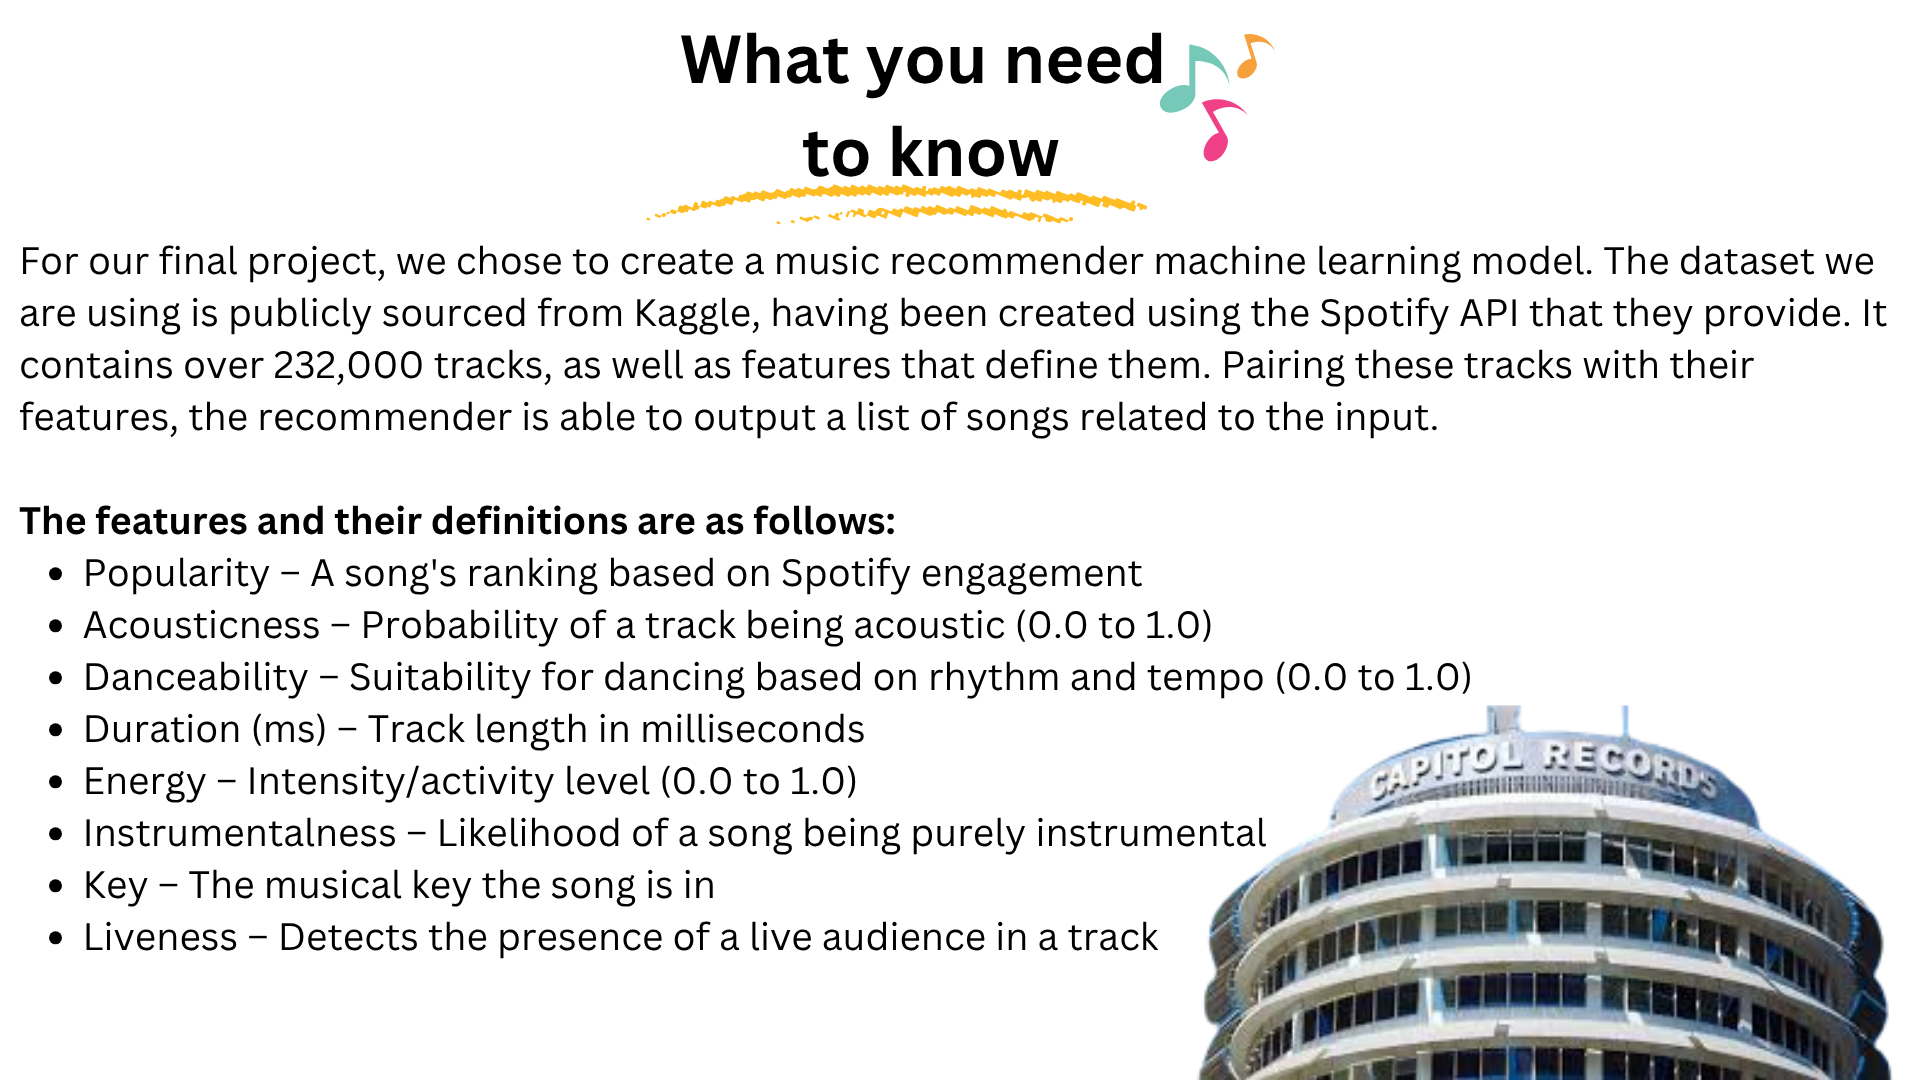 What you need
to know
For our final project, we chose to create a music recommender machine learning model. The dataset we
are using is publicly sourced from Kaggle, having been created using the Spotify API that they provide. It
contains over 232,000 tracks, as well as features that define them. Pairing these tracks with their
features, the recommender is able to output a list of songs related to the input.
The features and their definitions are as follows:
• Popularity – A song's ranking based on Spotify engagement
• Acousticness – Probability of a track being acoustic (0.0 to 1.0)
• Danceability – Suitability for dancing based on rhythm and tempo (0.0 to 1.0)
• Duration (ms) – Track length in milliseconds
• Energy – Intensity/activity level (0.0 to 1.0)
• Instrumentalness – Likelihood of a song being purely instrumental
• Key – The musical key the song is in
• Liveness – Detects the presence of a live audience in a track
CAPITOL RECORDS